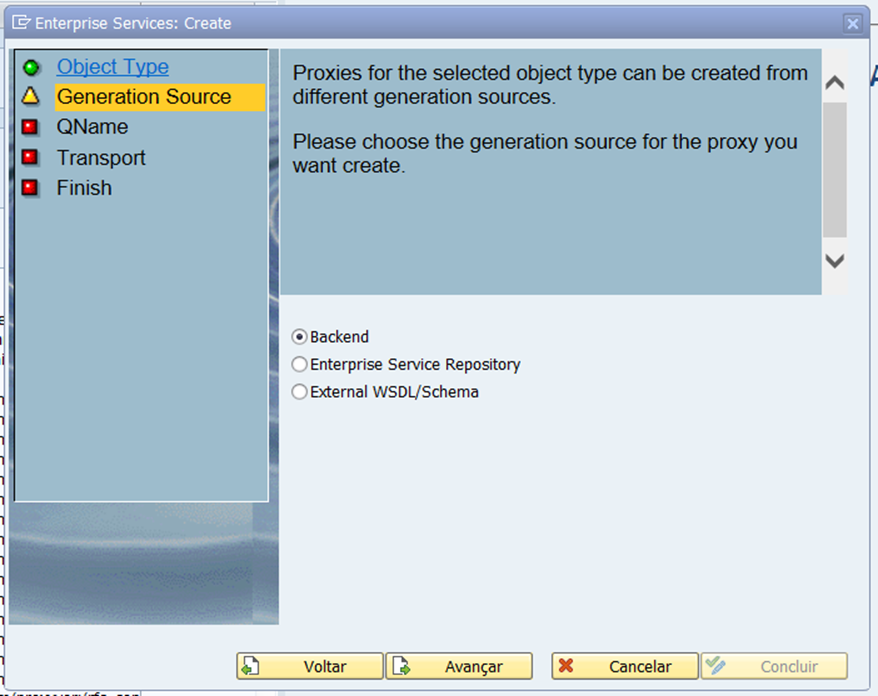 Enterprise Services: Create
Object Type
Generation Source
QName
Transport
Finish
Proxies for the selected object type can be created from
different generation sources.
Please choose the generation source for the proxy you
want create.
Backend
Enterprise Service Repository
External WSDL/Schema
Voltar
Avançar
Cancelar
Concluir